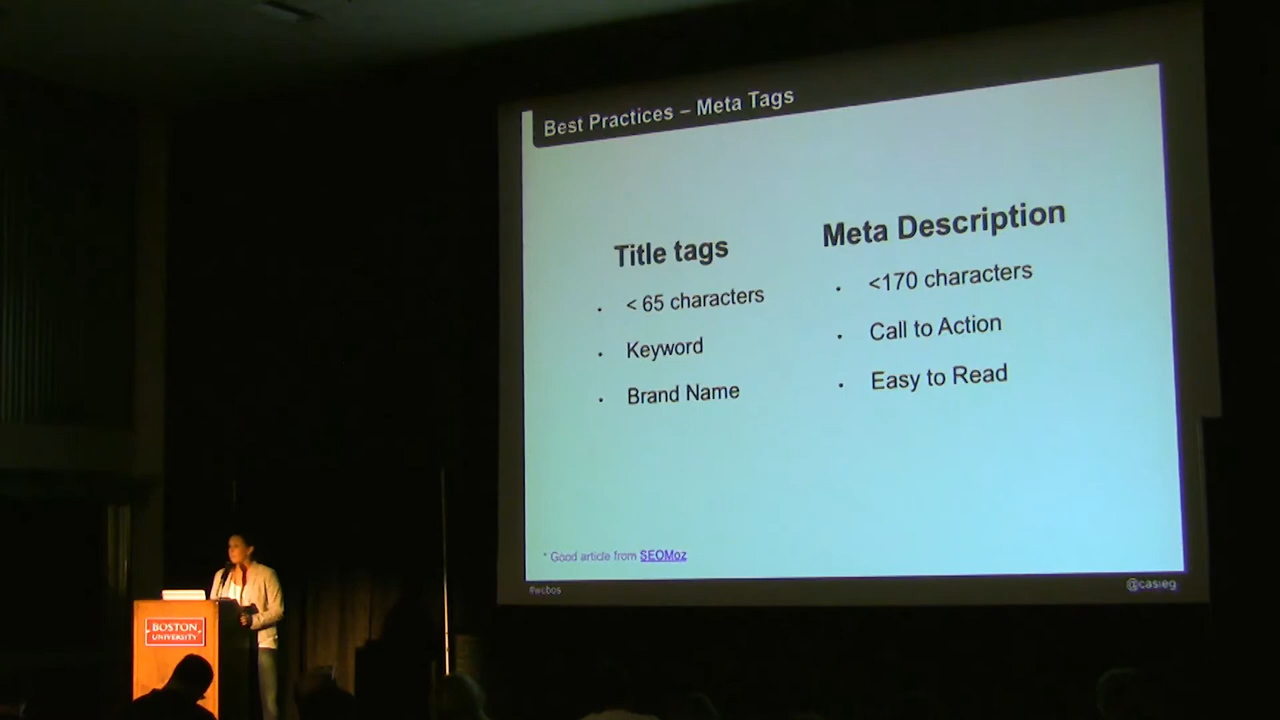 Best Practices – Meta Tags
Title tags
< 65 characters
Keyword
Brand Name
Meta Description
<170 characters
Call to Action
Easy to Read
* Good article from SEOMoz
#wcbos
@casieg
BOSTON
UNIVERSITY